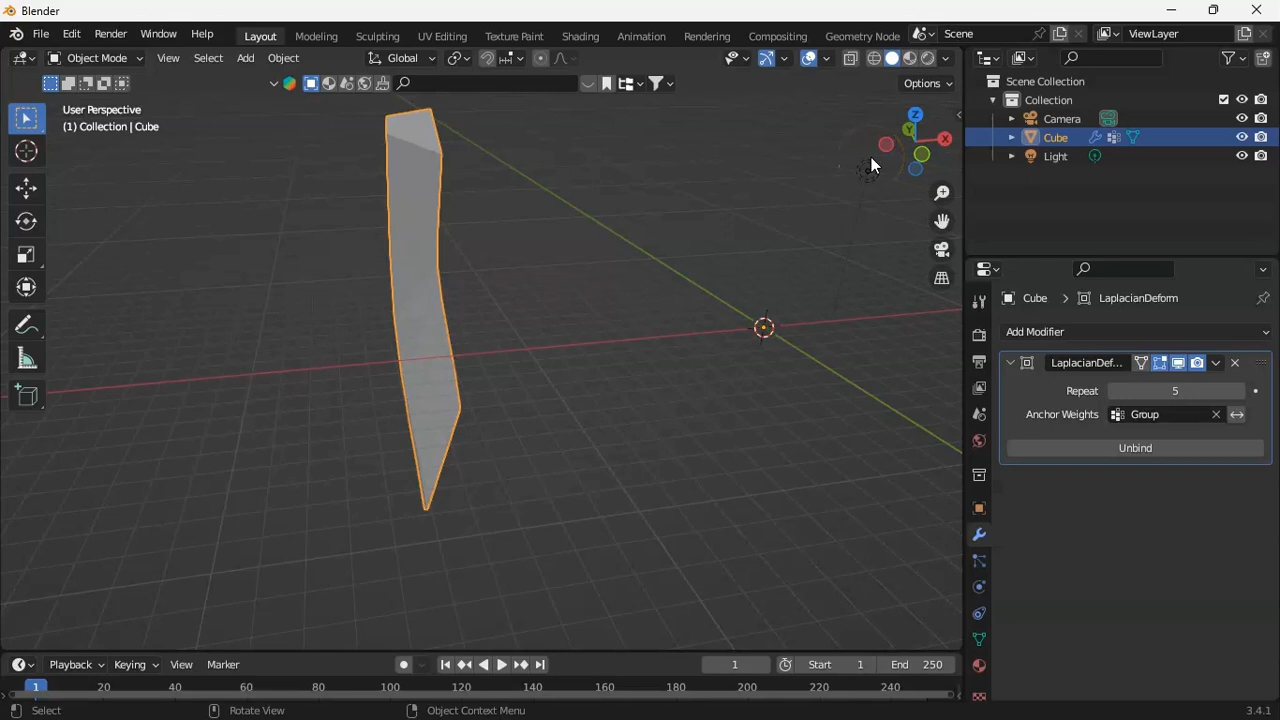 Blender
File Edit Render Window Help Layout Modeling Sculpting UV Editing Texture Paint Shading Animation Rendering Compositing Geometry Node Scene ViewLayer
Object Mode View Select Add Object Global
Options
User Perspective
(1) Collection | Cube
Z
Y
X
Scene Collection
Collection
Camera
Cube
Light
Cube LaplacianDeform
Add Modifier
LaplacianDef...
Repeat 5
Anchor Weights Group
Unbind
Playback Keying View Marker 1 Start 1 End 250
1 20 40 60 80 100 120 140 160 180 200 220 240
Select Rotate View Object Context Menu 3.4.1